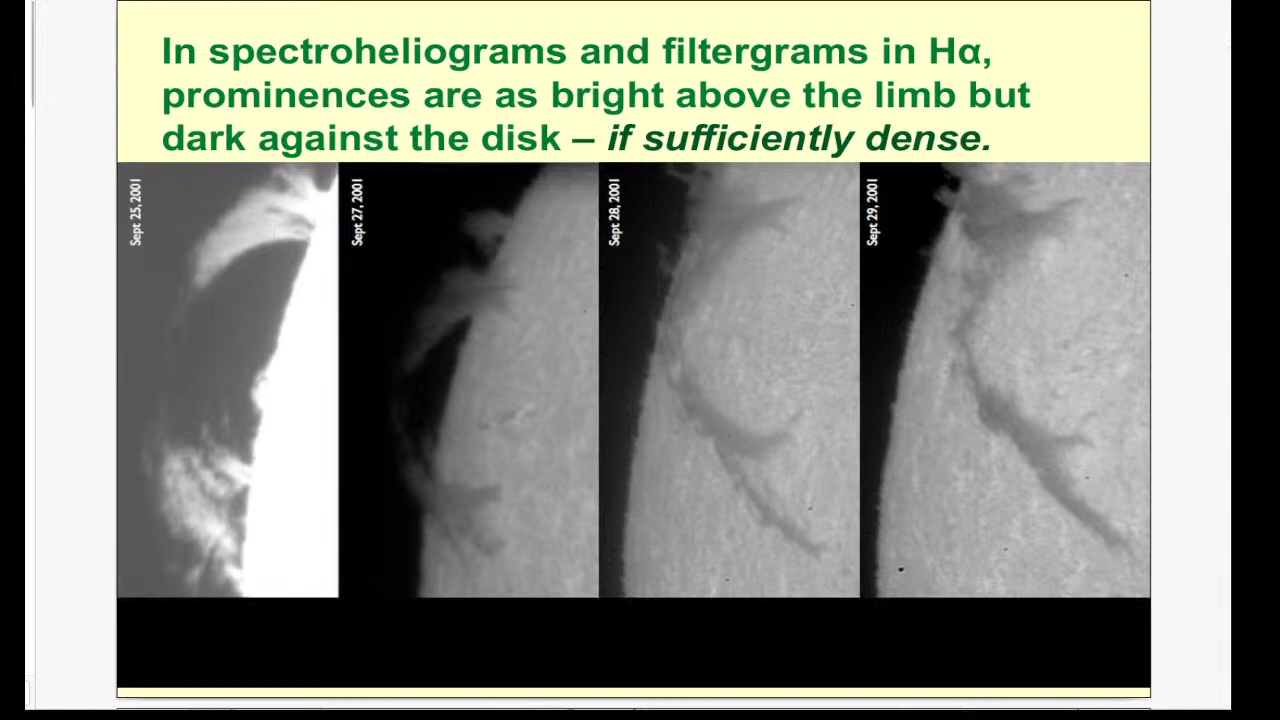 In spectroheliograms and filtergrams in Hα,
prominences are as bright above the limb but
dark against the disk – if sufficiently dense.
Sept 25, 2001
Sept 27, 2001
Sept 28, 2001
Sept 29, 2001